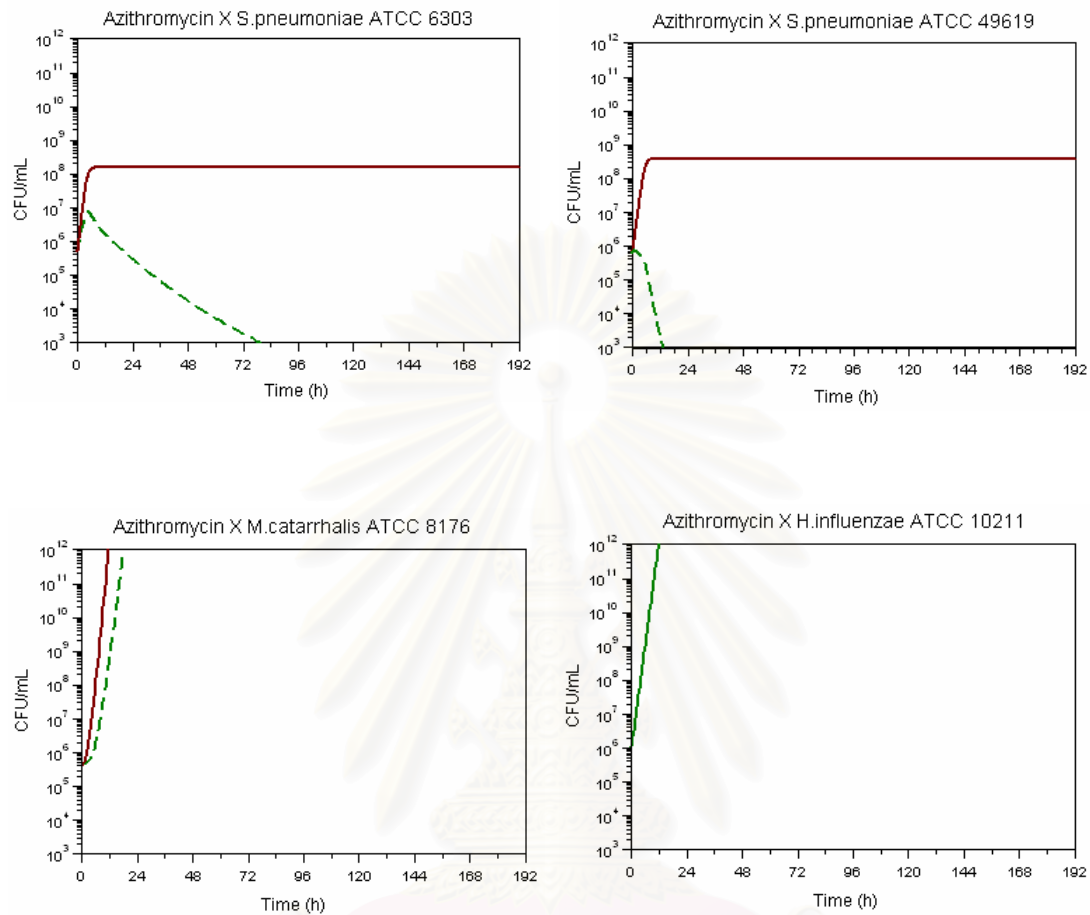 Azithromycin X S.pneumoniae ATCC 6303
10^12
10^11
10^10
10^9
10^8
10^7
10^6
10^5
10^4
10^3
CFU/mL
0 24 48 72 96 120 144 168 192
Time (h)
Azithromycin X S.pneumoniae ATCC 49619
10^12
10^11
10^10
10^9
10^8
10^7
10^6
10^5
10^4
10^3
CFU/mL
0 24 48 72 96 120 144 168 192
Time (h)
Azithromycin X M.catarrhalis ATCC 8176
10^12
10^11
10^10
10^9
10^8
10^7
10^6
10^5
10^4
10^3
CFU/mL
0 24 48 72 96 120 144 168 192
Time (h)
Azithromycin X H.influenzae ATCC 10211
10^12
10^11
10^10
10^9
10^8
10^7
10^6
10^5
10^4
10^3
CFU/mL
0 24 48 72 96 120 144 168 192
Time (h)